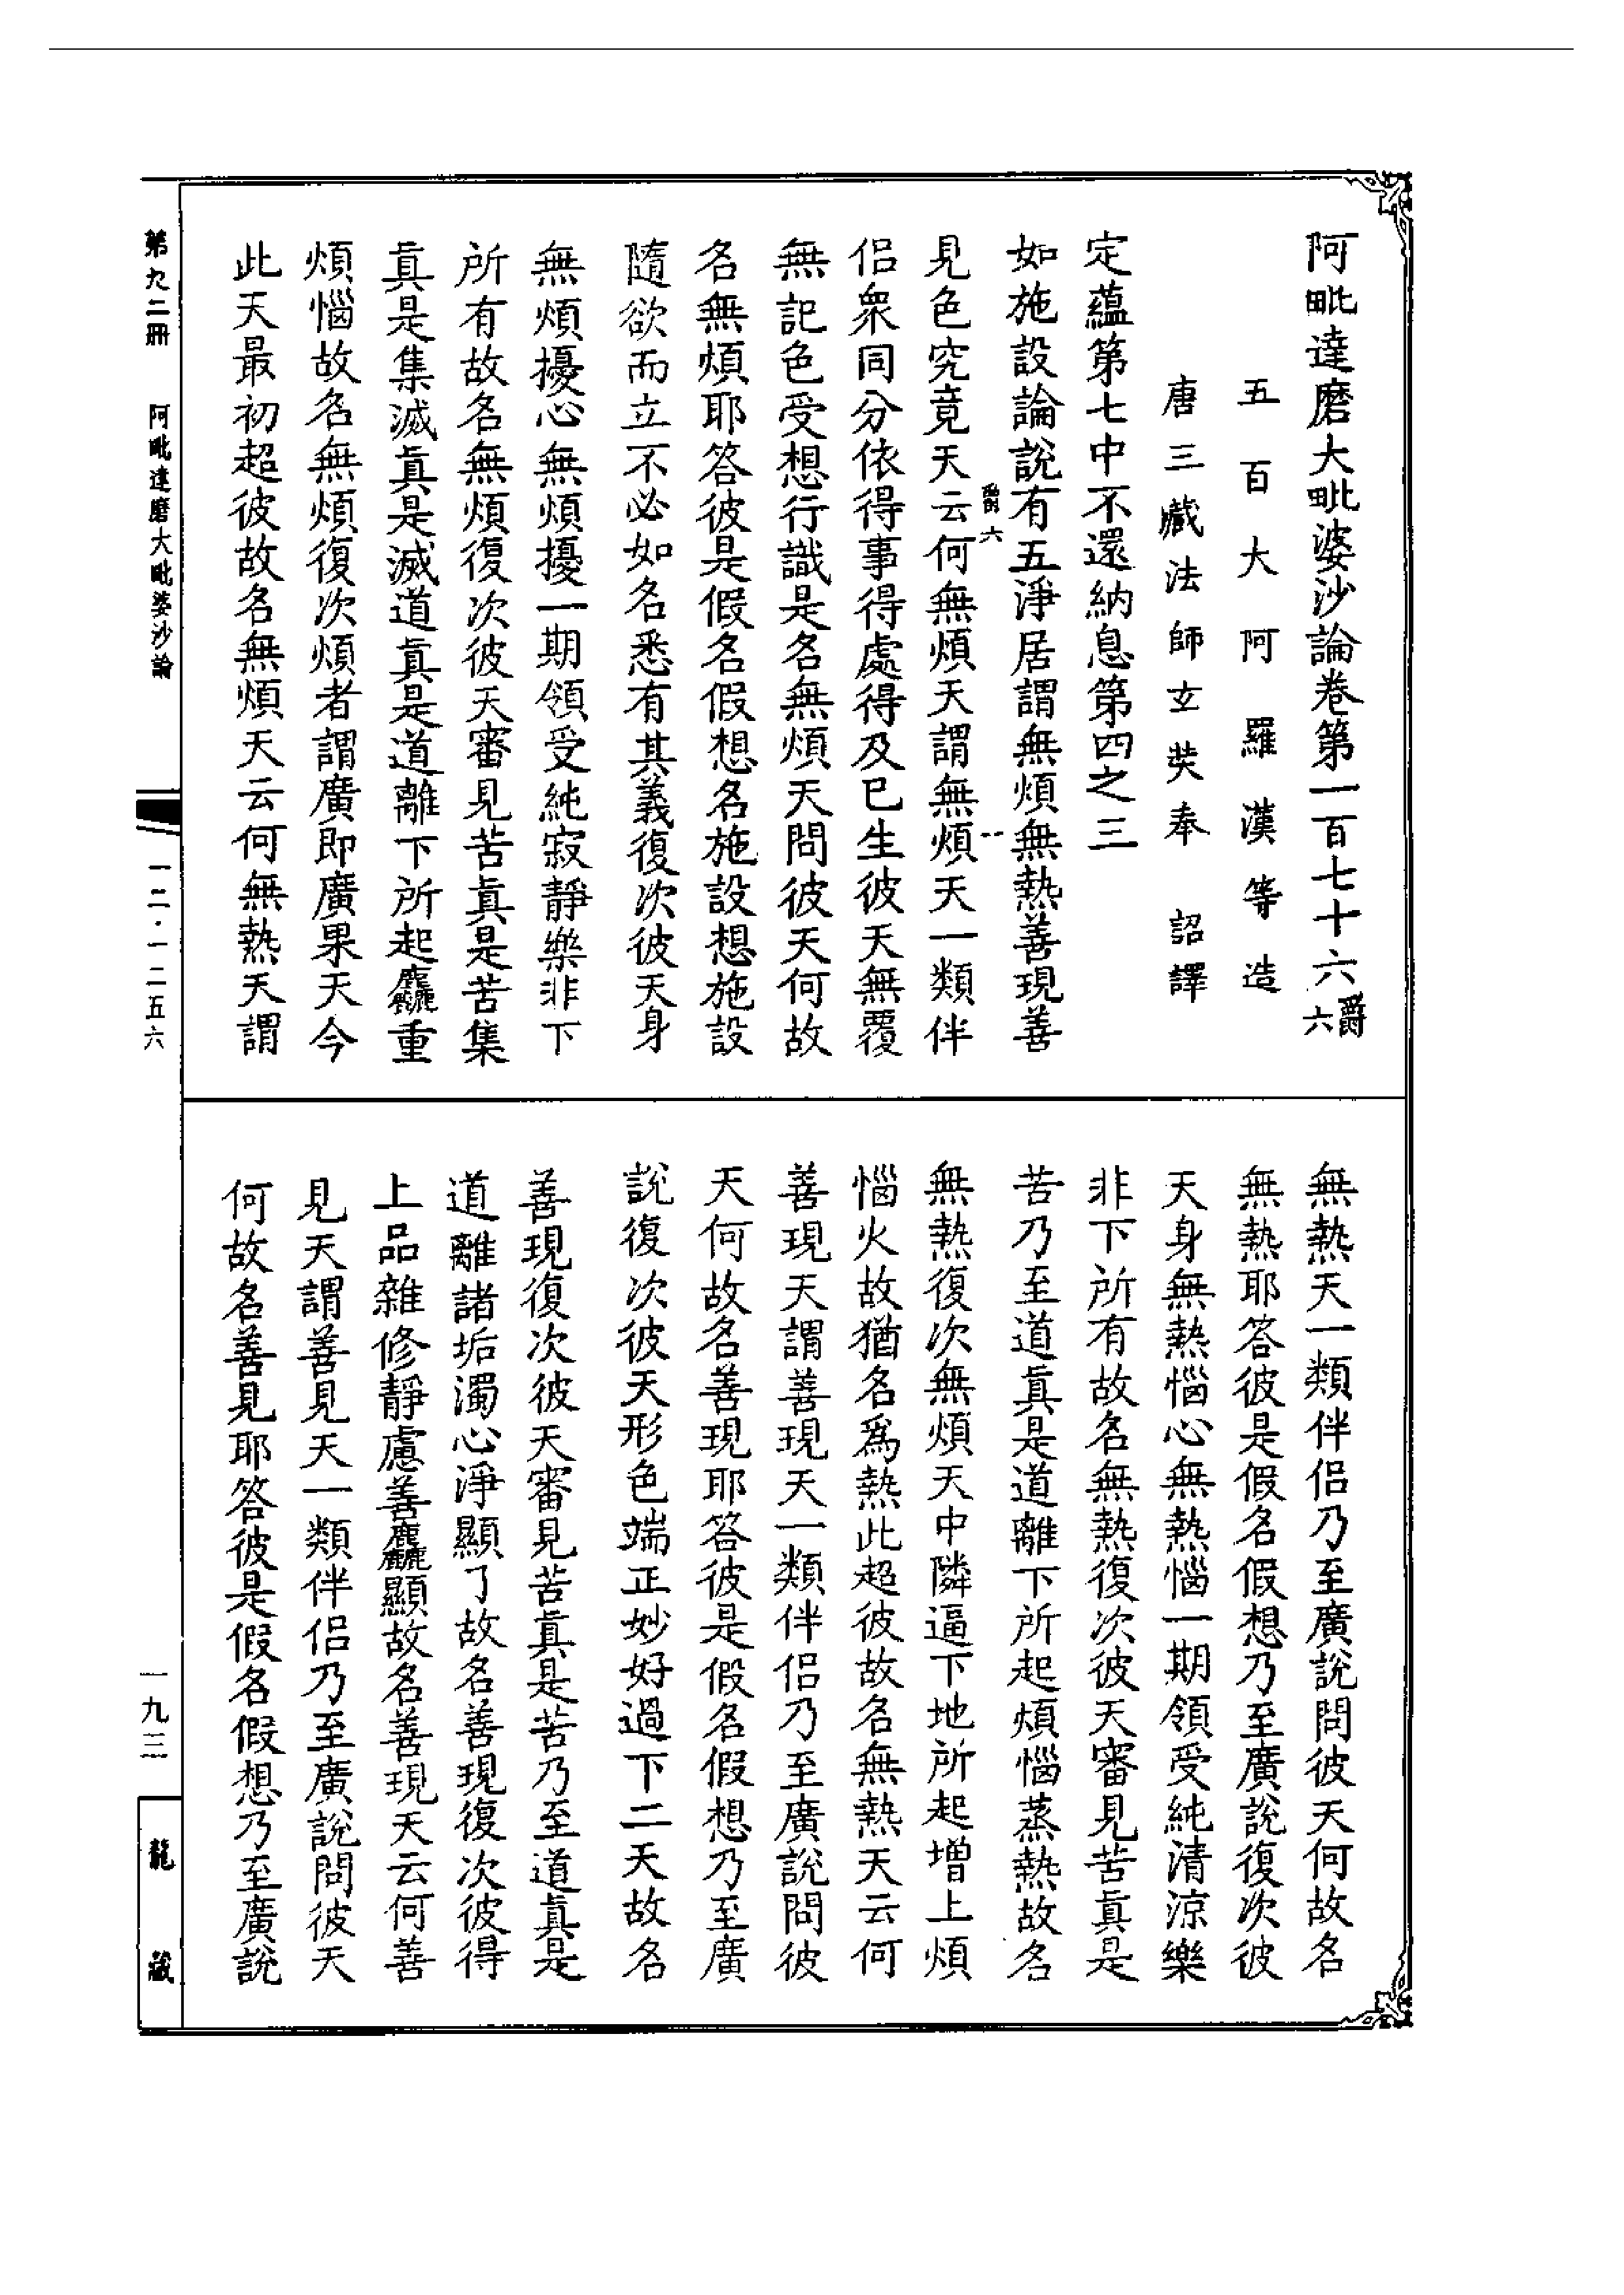 阿毗達磨大毗婆沙論卷第一百七十六 爵六
五百大阿羅漢等造
唐三藏法師玄奘奉 詔譯
定蘊第七中不還納息第四之三
如施設論說有五淨居謂無煩無熱善現善
見色究竟天云何無煩天謂無煩天一類伴
侶衆同分依得事得處得及已生彼天無覆
無記色受想行識是名無煩天問彼天何故
名無煩耶答彼是假名假想名施設想施設
隨欲而立不必如名悉有其義復次彼天身
無煩擾心無煩擾一期領受純寂靜樂非下
所有故名無煩復次彼天審見苦眞是苦集
眞是集滅眞是滅道眞是道離下所起麤重
煩惱故名無煩復次煩者謂廣即廣果天今
此天最初超彼故名無煩天云何無熱天謂
無熱天一類伴侶乃至廣說問彼天何故名
無熱耶答彼是假名假想乃至廣說復次彼
天身無熱惱心無熱惱一期領受純清涼樂
非下所有故名無熱復次彼天審見苦眞是
苦乃至道眞是道離下所起煩惱蒸熱故名
無熱復次無煩天中隣逼下地所起增上煩
惱火故猶名爲熱此超彼故名無熱天云何
善現天謂善現天一類伴侶乃至廣說問彼
天何故名善現耶答彼是假名假想乃至廣
說復次彼天形色端正妙好過下二天故名
善現復次彼天審見苦眞是苦乃至道眞是
道離諸垢濁心淨顯了故名善現復次彼得
上品雜修靜慮善麤顯故名善現天云何善
見天謂善見天一類伴侶乃至廣說問彼天
何故名善見耶答彼是假名假想乃至廣說
爵六 一
第九二冊 阿毗達磨大毗婆沙論
一二·一二五六
一九三
龍藏